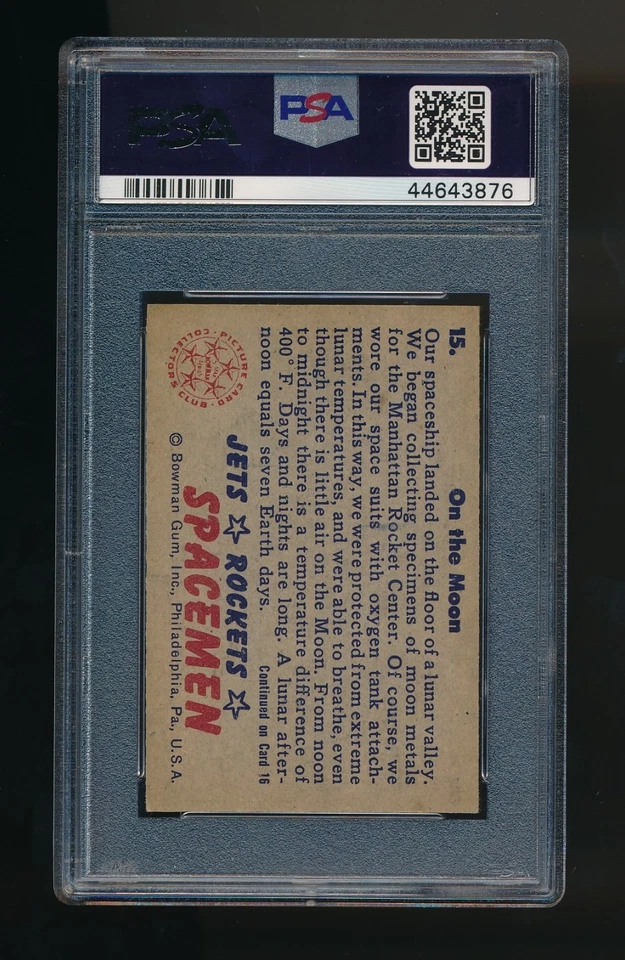 PSA
PSA
44643876
15.
On the Moon
Our spaceship landed on the floor of a lunar valley.
We began collecting specimens of moon metals
for the Manhattan Rocket Center. Of course, we
wore our space suits with oxygen tank attach-
ments. In this way, we were protected from extreme
lunar temperatures, and were able to breathe, even
though there is little air on the Moon. From noon
to midnight there is a temperature difference of
400° F. Days and nights are long. A lunar after-
noon equals seven Earth days.
Continued on Card 16
PICTURE CARD COLLECTORS CLUB
BOWMAN
JETS ROCKETS
SPACEMEN
© Bowman Gum, Inc., Philadelphia, Pa., U.S.A.